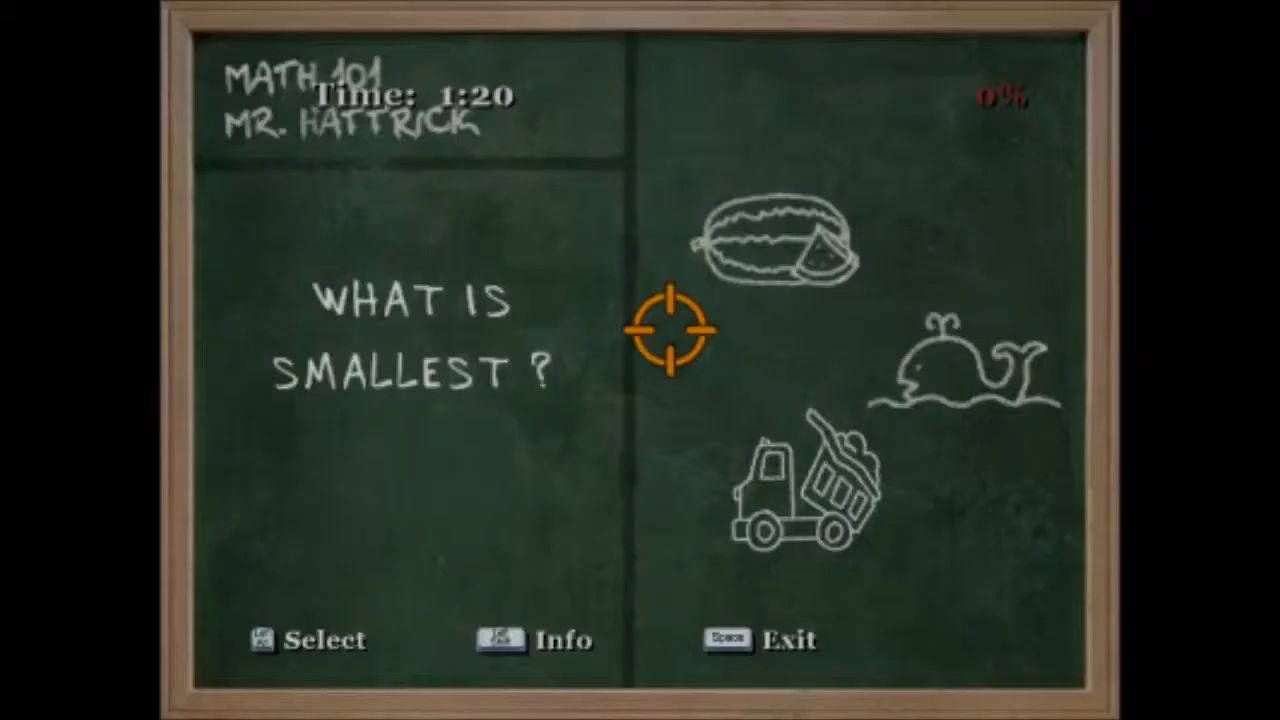 MATH 101
Time: 1:20
0%
MR. HATTRICK
WHAT IS
SMALLEST?
Select
Info
Space
Exit